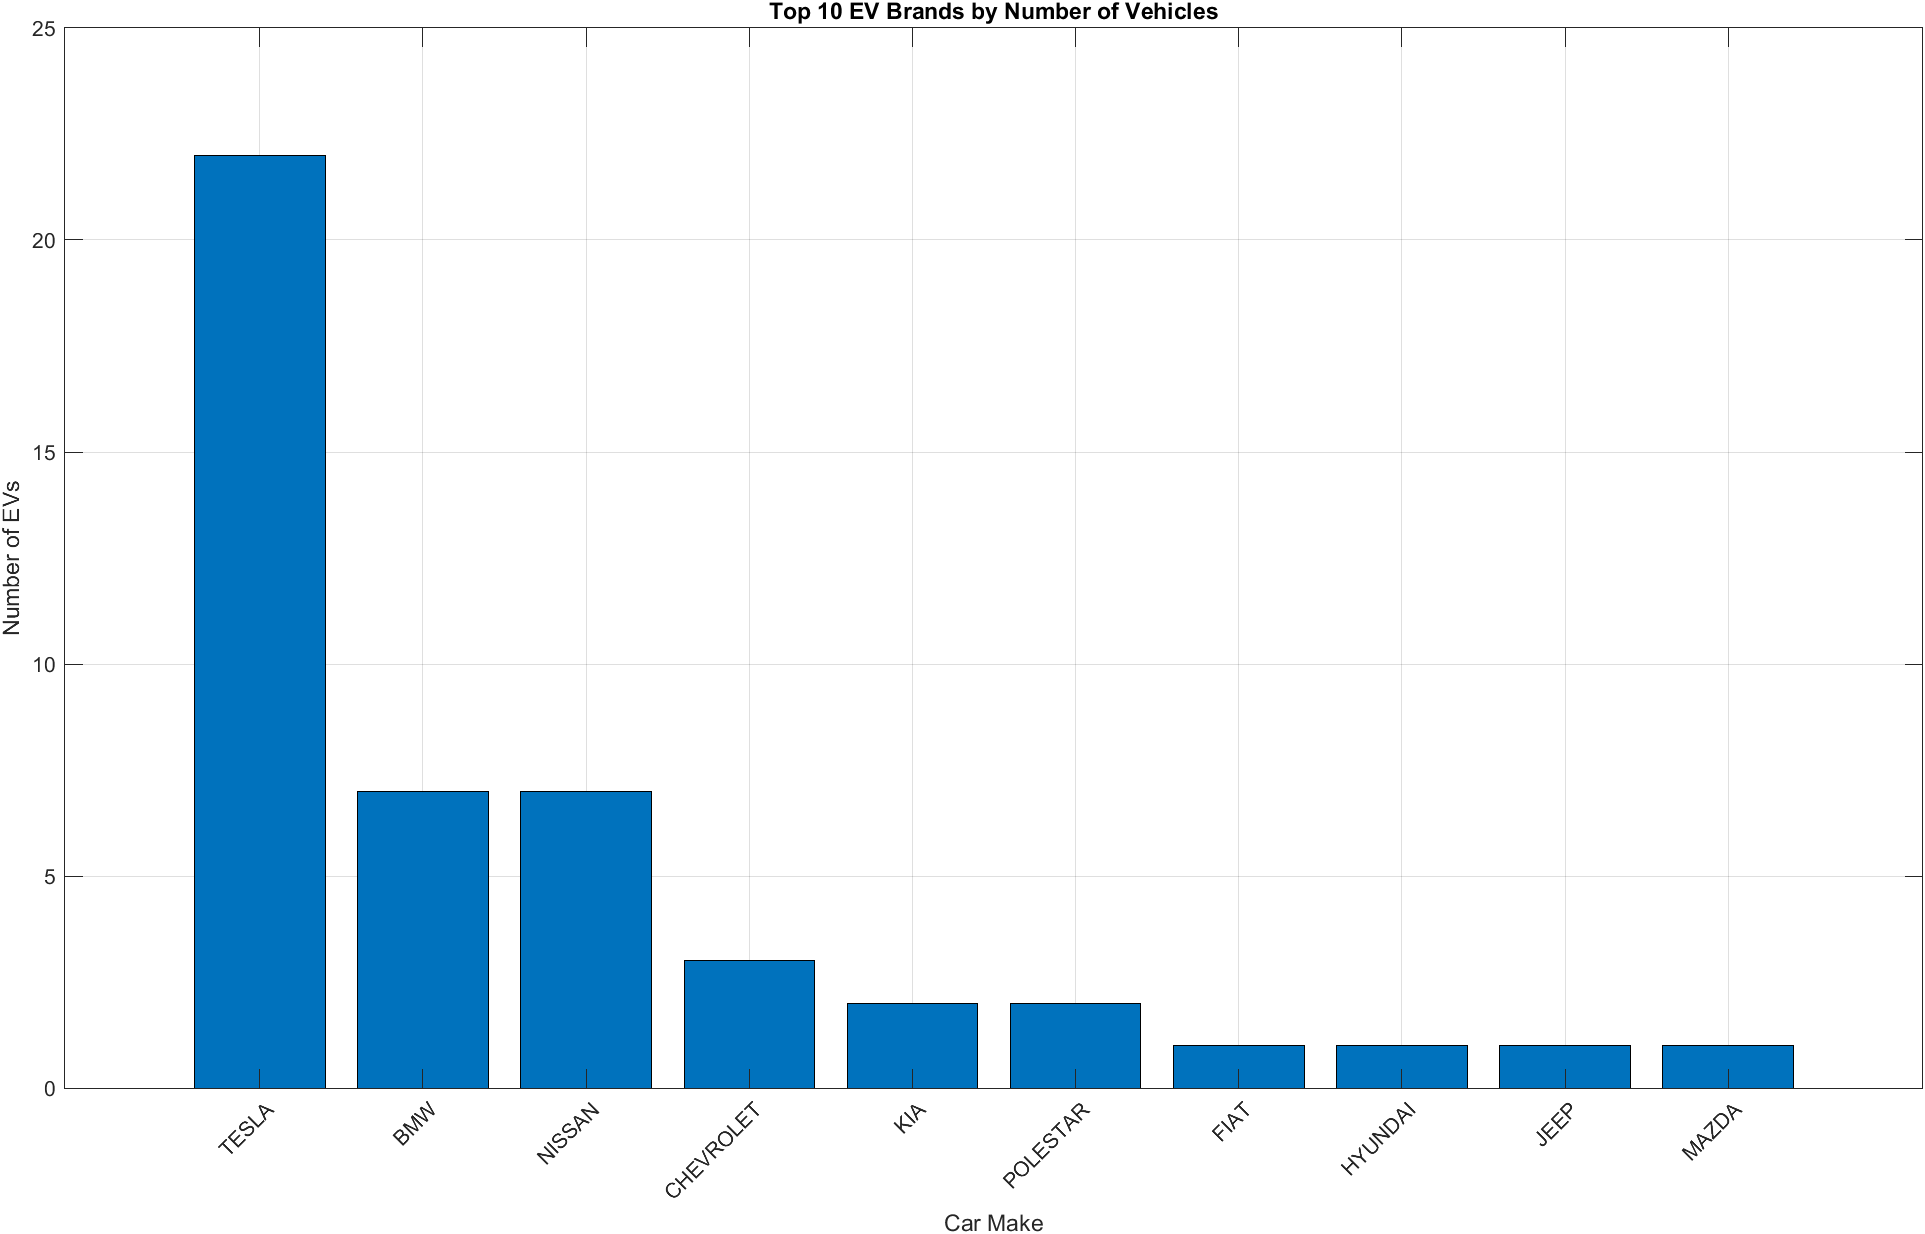 Top 10 EV Brands by Number of Vehicles
25
20
15
10
5
0
Number of EVs
TESLA
BMW
NISSAN
CHEVROLET
KIA
POLESTAR
FIAT
HYUNDAI
JEEP
MAZDA
Car Make